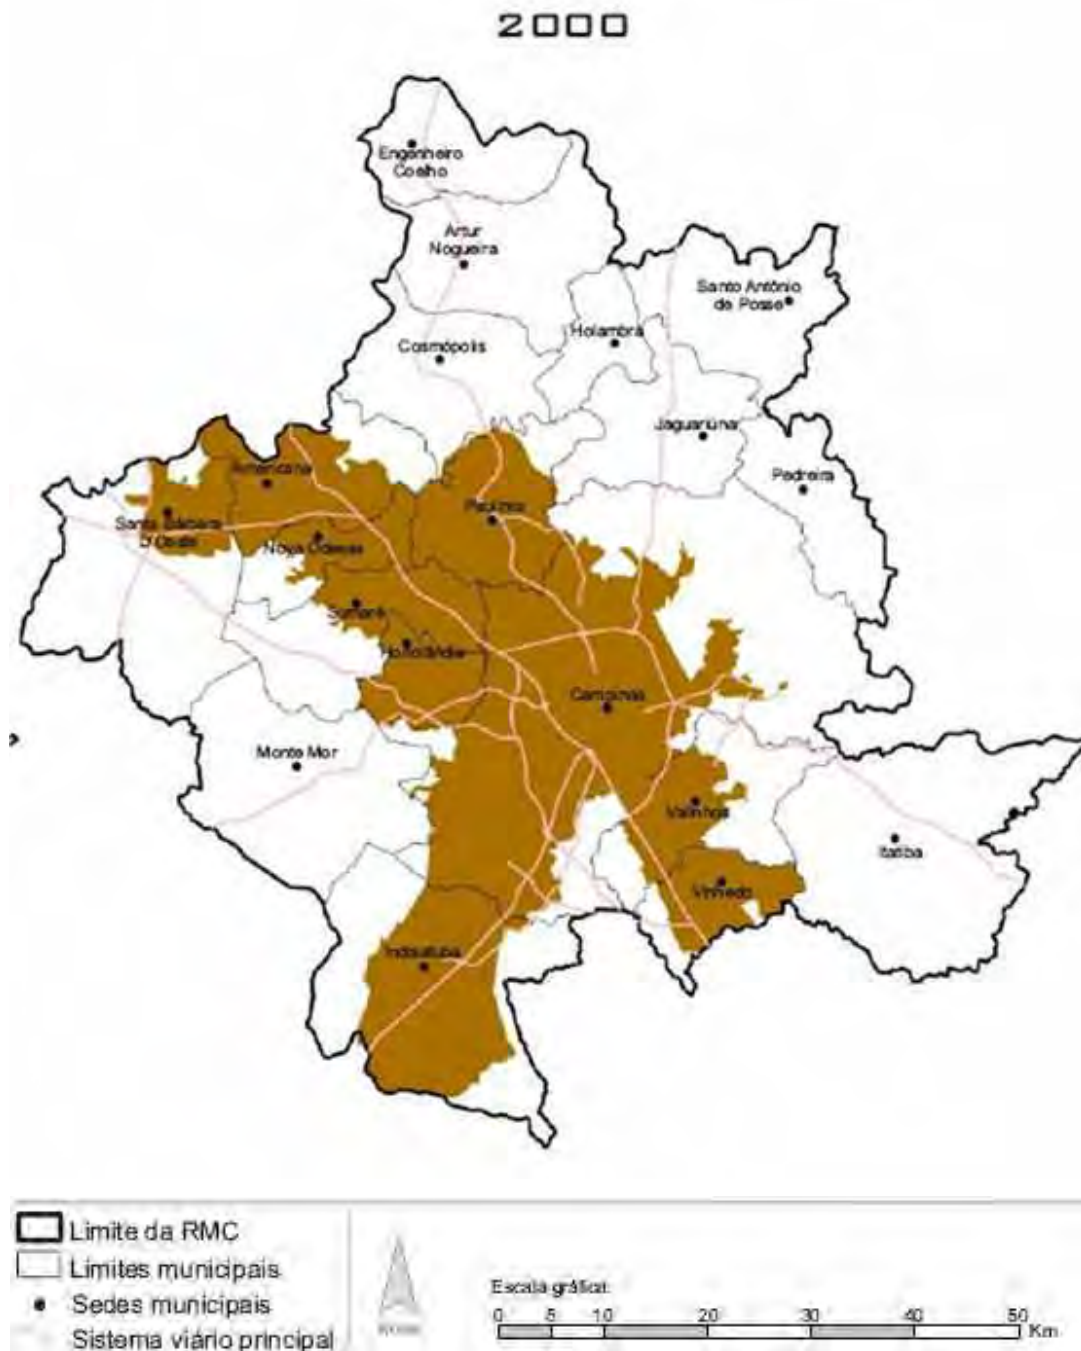 2000
Engenheiro
Coelho
Artur
Nogueira
Santo Antônio
de Posse
Holambra
Cosmópolis
Jaguariúna
Pedreira
Americana
Paulínia
Santa Bárbara
D'Oeste
Nova Odessa
Sumaré
Hortolândia
Campinas
Monte Mor
Valinhos
Itatiba
Vinhedo
Indaiatuba
Limite da RMC
Limites municipais
Sedes municipais
Sistema viário principal
Escala gráfica:
0 5 10 20 30 40 50
Km